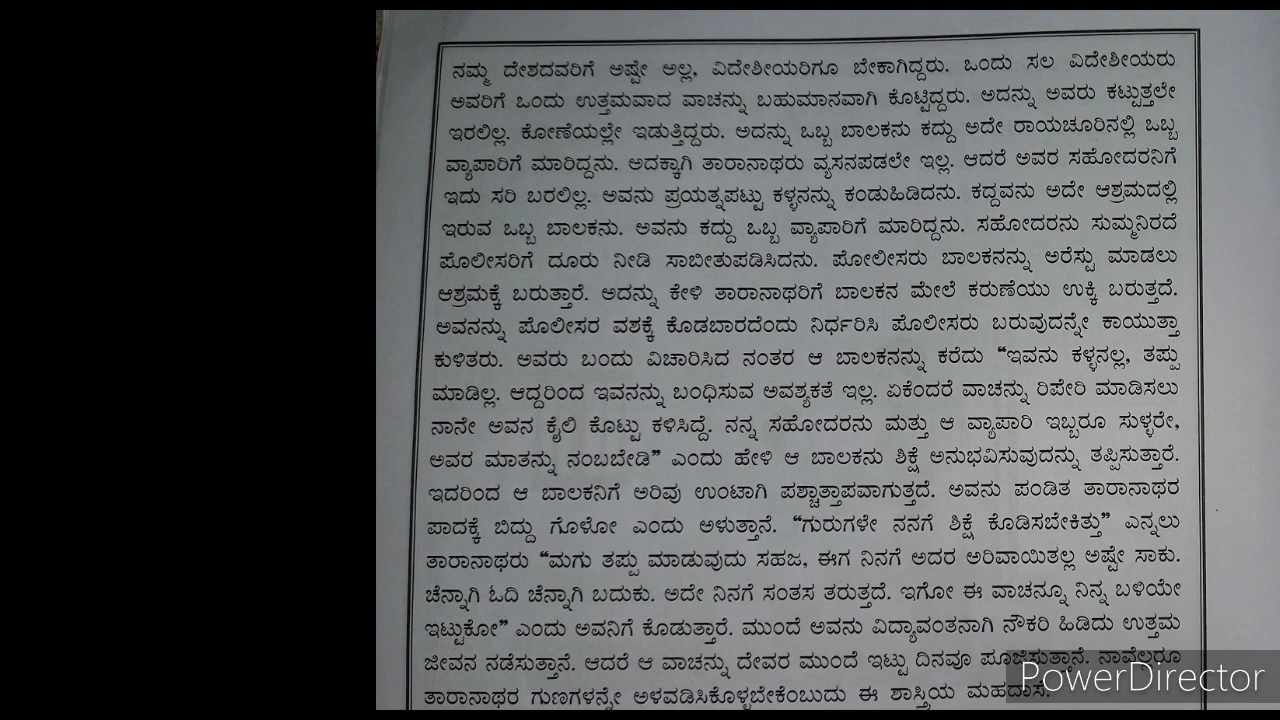 ನಮ್ಮ ದೇಶದವರಿಗೆ ಅಷ್ಟೇ ಅಲ್ಲ, ವಿದೇಶೀಯರಿಗೂ ಬೇಕಾಗಿದ್ದರು. ಒಂದು ಸಲ ವಿದೇಶೀಯರು
ಅವರಿಗೆ ಒಂದು ಉತ್ತಮವಾದ ವಾಚನ್ನು ಬಹುಮಾನವಾಗಿ ಕೊಟ್ಟಿದ್ದರು. ಅದನ್ನು ಅವರು ಕಟ್ಟುತ್ತಲೇ
ಇರಲಿಲ್ಲ. ಕೋಣೆಯಲ್ಲೇ ಇಡುತ್ತಿದ್ದರು. ಅದನ್ನು ಒಬ್ಬ ಬಾಲಕನು ಕದ್ದು ಅದೇ ರಾಯಚೂರಿನಲ್ಲಿ ಒಬ್ಬ
ವ್ಯಾಪಾರಿಗೆ ಮಾರಿದ್ದನು. ಅದಕ್ಕಾಗಿ ತಾರಾನಾಥರು ವ್ಯಸನಪಡಲೇ ಇಲ್ಲ. ಆದರೆ ಅವರ ಸಹೋದರನಿಗೆ
ಇದು ಸರಿ ಬರಲಿಲ್ಲ. ಅವನು ಪ್ರಯತ್ನಪಟ್ಟು ಕಳ್ಳನನ್ನು ಕಂಡುಹಿಡಿದನು. ಕದ್ದವನು ಅದೇ ಆಶ್ರಮದಲ್ಲಿ
ಇರುವ ಒಬ್ಬ ಬಾಲಕನು. ಅವನು ಕದ್ದು ಒಬ್ಬ ವ್ಯಾಪಾರಿಗೆ ಮಾರಿದ್ದನು. ಸಹೋದರನು ಸುಮ್ಮನಿರದೆ
ಪೊಲೀಸರಿಗೆ ದೂರು ನೀಡಿ ಸಾಬೀತುಪಡಿಸಿದನು. ಪೋಲೀಸರು ಬಾಲಕನನ್ನು ಅರೆಸ್ಟು ಮಾಡಲು
ಆಶ್ರಮಕ್ಕೆ ಬರುತ್ತಾರೆ. ಅದನ್ನು ಕೇಳಿ ತಾರಾನಾಥರಿಗೆ ಬಾಲಕನ ಮೇಲೆ ಕರುಣೆಯು ಉಕ್ಕಿ ಬರುತ್ತದೆ.
ಅವನನ್ನು ಪೊಲೀಸರ ವಶಕ್ಕೆ ಕೊಡಬಾರದೆಂದು ನಿರ್ಧರಿಸಿ ಪೊಲೀಸರು ಬರುವುದನ್ನೇ ಕಾಯುತ್ತಾ
ಕುಳಿತರು. ಅವರು ಬಂದು ವಿಚಾರಿಸಿದ ನಂತರ ಆ ಬಾಲಕನನ್ನು ಕರೆದು “ಇವನು ಕಳ್ಳನಲ್ಲ, ತಪ್ಪು
ಮಾಡಿಲ್ಲ. ಆದ್ದರಿಂದ ಇವನನ್ನು ಬಂಧಿಸುವ ಅವಶ್ಯಕತೆ ಇಲ್ಲ. ಏಕೆಂದರೆ ವಾಚನ್ನು ರಿಪೇರಿ ಮಾಡಿಸಲು
ನಾನೇ ಅವನ ಕೈಲಿ ಕೊಟ್ಟು ಕಳಿಸಿದ್ದೆ. ನನ್ನ ಸಹೋದರನು ಮತ್ತು ಆ ವ್ಯಾಪಾರಿ ಇಬ್ಬರೂ ಸುಳ್ಳರೇ,
ಅವರ ಮಾತನ್ನು ನಂಬಬೇಡಿ” ಎಂದು ಹೇಳಿ ಆ ಬಾಲಕನು ಶಿಕ್ಷೆ ಅನುಭವಿಸುವುದನ್ನು ತಪ್ಪಿಸುತ್ತಾರೆ.
ಇದರಿಂದ ಆ ಬಾಲಕನಿಗೆ ಅರಿವು ಉಂಟಾಗಿ ಪಶ್ಚಾತ್ತಾಪವಾಗುತ್ತದೆ. ಅವನು ಪಂಡಿತ ತಾರಾನಾಥರ
ಪಾದಕ್ಕೆ ಬಿದ್ದು ಗೊಳೋ ಎಂದು ಅಳುತ್ತಾನೆ. “ಗುರುಗಳೇ ನನಗೆ ಶಿಕ್ಷೆ ಕೊಡಿಸಬೇಕಿತ್ತು” ಎನ್ನಲು
ತಾರಾನಾಥರು “ಮಗು ತಪ್ಪು ಮಾಡುವುದು ಸಹಜ, ಈಗ ನಿನಗೆ ಅದರ ಅರಿವಾಯಿತಲ್ಲ ಅಷ್ಟೇ ಸಾಕು.
ಚೆನ್ನಾಗಿ ಓದಿ ಚೆನ್ನಾಗಿ ಬದುಕು. ಅದೇ ನಿನಗೆ ಸಂತಸ ತರುತ್ತದೆ. ಇಗೋ ಈ ವಾಚನ್ನೂ ನಿನ್ನ ಬಳಿಯೇ
ಇಟ್ಟುಕೋ” ಎಂದು ಅವನಿಗೆ ಕೊಡುತ್ತಾರೆ. ಮುಂದೆ ಅವನು ವಿದ್ಯಾವಂತನಾಗಿ ನೌಕರಿ ಹಿಡಿದು ಉತ್ತಮ
ಜೀವನ ನಡೆಸುತ್ತಾನೆ. ಆದರೆ ಆ ವಾಚನ್ನು ದೇವರ ಮುಂದೆ ಇಟ್ಟು ದಿನವೂ ಪೂಜಿಸುತ್ತಾನೆ. ನಾವೆಲ್ಲರೂ
ತಾರಾನಾಥರ ಗುಣಗಳನ್ನೇ ಅಳವಡಿಸಿಕೊಳ್ಳಬೇಕೆಂಬುದು ಈ ಶಾಸ್ತ್ರಿಯ ಮಹದಾಸೆ.
PowerDirector